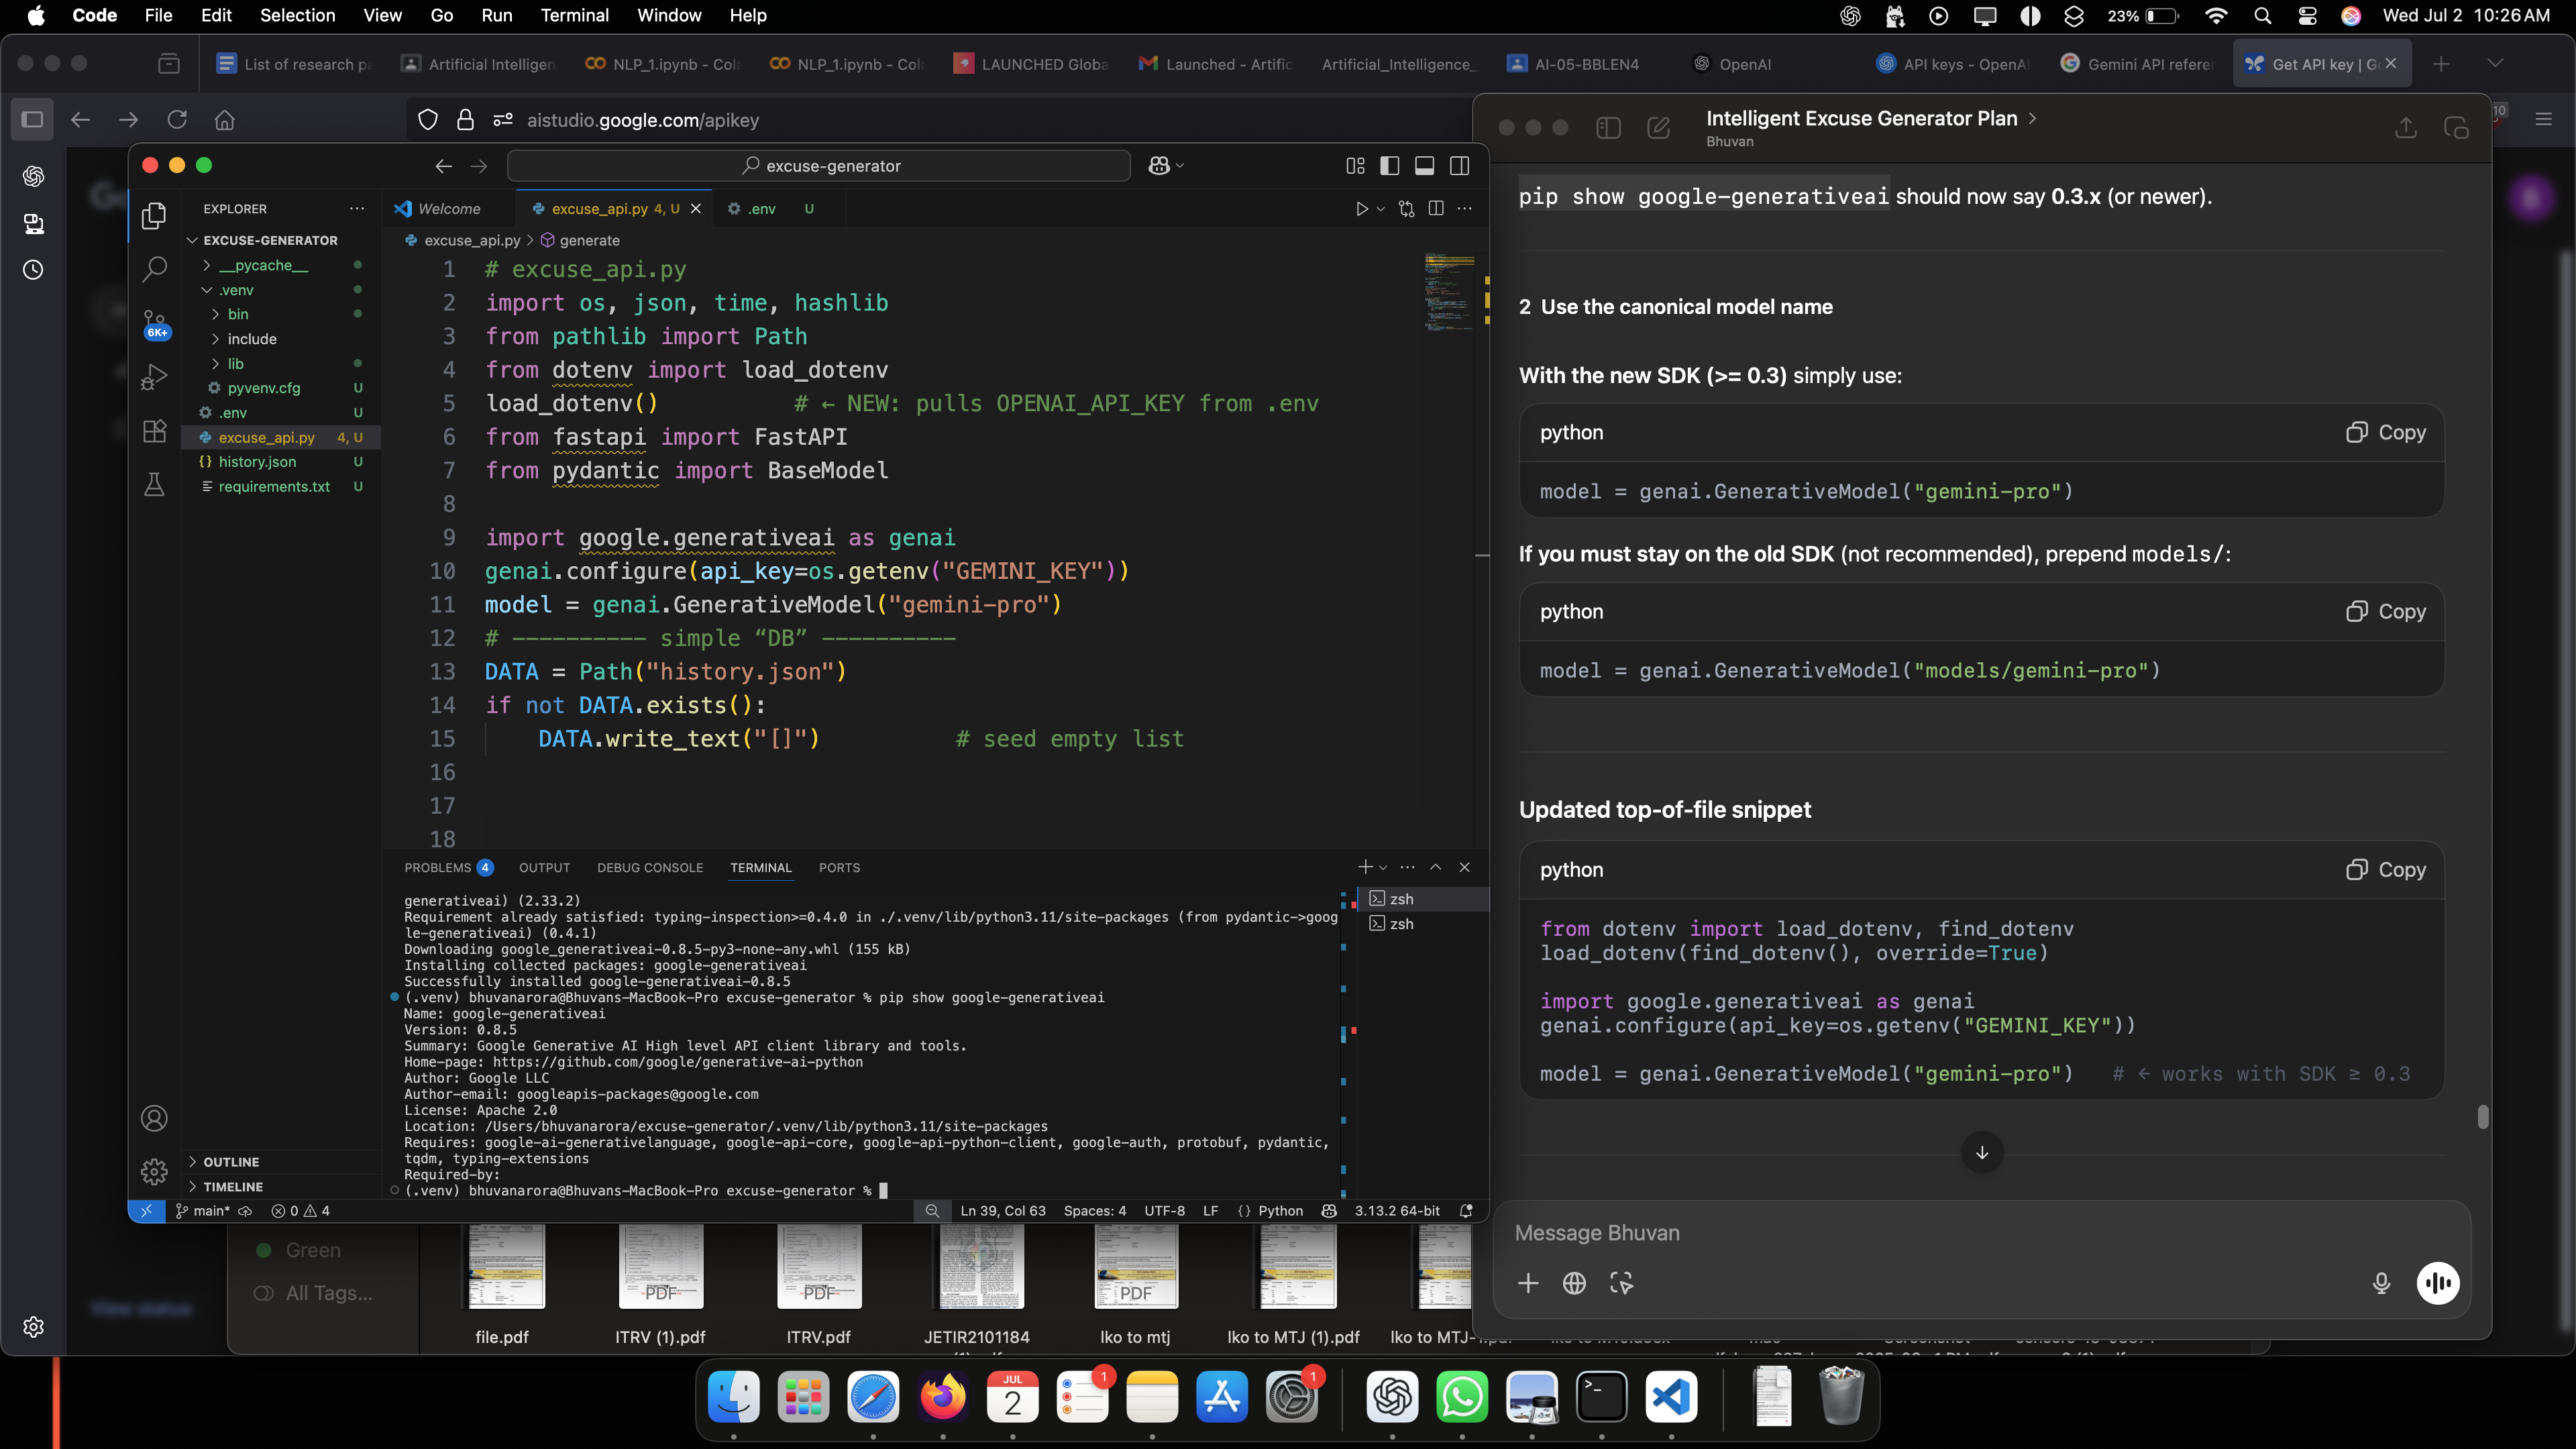 Code File Edit Selection View Go Run Terminal Window Help
23% Wed Jul 2 10:26 AM
List of research pa
Artificial Intelligen
NLP_1.ipynb - Cola
NLP_1.ipynb - Cola
LAUNCHED Globa
Launched - Artific
Artificial_Intelligence_
AI-05-BBLEN4
OpenAI
API keys - OpenAI
Gemini API referen
Get API key | G
aistudio.google.com/apikey
10
excuse-generator
EXPLORER
EXCUSE-GENERATOR
__pycache__
.venv
bin
include
lib
pyvenv.cfg U
.env U
excuse_api.py 4, U
history.json U
requirements.txt U
6K+
OUTLINE
TIMELINE
Welcome
excuse_api.py 4, U
.env U
excuse_api.py > generate
1 # excuse_api.py
2 import os, json, time, hashlib
3 from pathlib import Path
4 from dotenv import load_dotenv
5 load_dotenv() # ← NEW: pulls OPENAI_API_KEY from .env
6 from fastapi import FastAPI
7 from pydantic import BaseModel
8
9 import google.generativeai as genai
10 genai.configure(api_key=os.getenv("GEMINI_KEY"))
11 model = genai.GenerativeModel("gemini-pro")
12 # ---------- simple “DB” ----------
13 DATA = Path("history.json")
14 if not DATA.exists():
15 DATA.write_text("[]") # seed empty list
16
17
18
PROBLEMS 4 OUTPUT DEBUG CONSOLE TERMINAL PORTS
generativeai) (2.33.2)
Requirement already satisfied: typing-inspection>=0.4.0 in ./.venv/lib/python3.11/site-packages (from pydantic->goog
le-generativeai) (0.4.1)
Downloading google_generativeai-0.8.5-py3-none-any.whl (155 kB)
Installing collected packages: google-generativeai
Successfully installed google-generativeai-0.8.5
(.venv) bhuvanarora@Bhuvans-MacBook-Pro excuse-generator % pip show google-generativeai
Name: google-generativeai
Version: 0.8.5
Summary: Google Generative AI High level API client library and tools.
Home-page: https://github.com/google/generative-ai-python
Author: Google LLC
Author-email: googleapis-packages@google.com
License: Apache 2.0
Location: /Users/bhuvanarora/excuse-generator/.venv/lib/python3.11/site-packages
Requires: google-ai-generativelanguage, google-api-core, google-api-python-client, google-auth, protobuf, pydantic,
tqdm, typing-extensions
Required-by:
(.venv) bhuvanarora@Bhuvans-MacBook-Pro excuse-generator %
zsh
zsh
main* 0 4 Ln 39, Col 63 Spaces: 4 UTF-8 LF {} Python 3.13.2 64-bit
Intelligent Excuse Generator Plan >
Bhuvan
pip show google-generativeai should now say 0.3.x (or newer).
2 Use the canonical model name
With the new SDK (>= 0.3) simply use:
python Copy
model = genai.GenerativeModel("gemini-pro")
If you must stay on the old SDK (not recommended), prepend models/:
python Copy
model = genai.GenerativeModel("models/gemini-pro")
Updated top-of-file snippet
python Copy
from dotenv import load_dotenv, find_dotenv
load_dotenv(find_dotenv(), override=True)
import google.generativeai as genai
genai.configure(api_key=os.getenv("GEMINI_KEY"))
model = genai.GenerativeModel("gemini-pro") # ← works with SDK ≥ 0.3
Message Bhuvan
View status
Green
All Tags...
PDF PDF PDF
file.pdf
ITRV (1).pdf
ITRV.pdf
JETIR2101184
lko to mtj
lko to MTJ (1).pdf
JUL
2
1
1